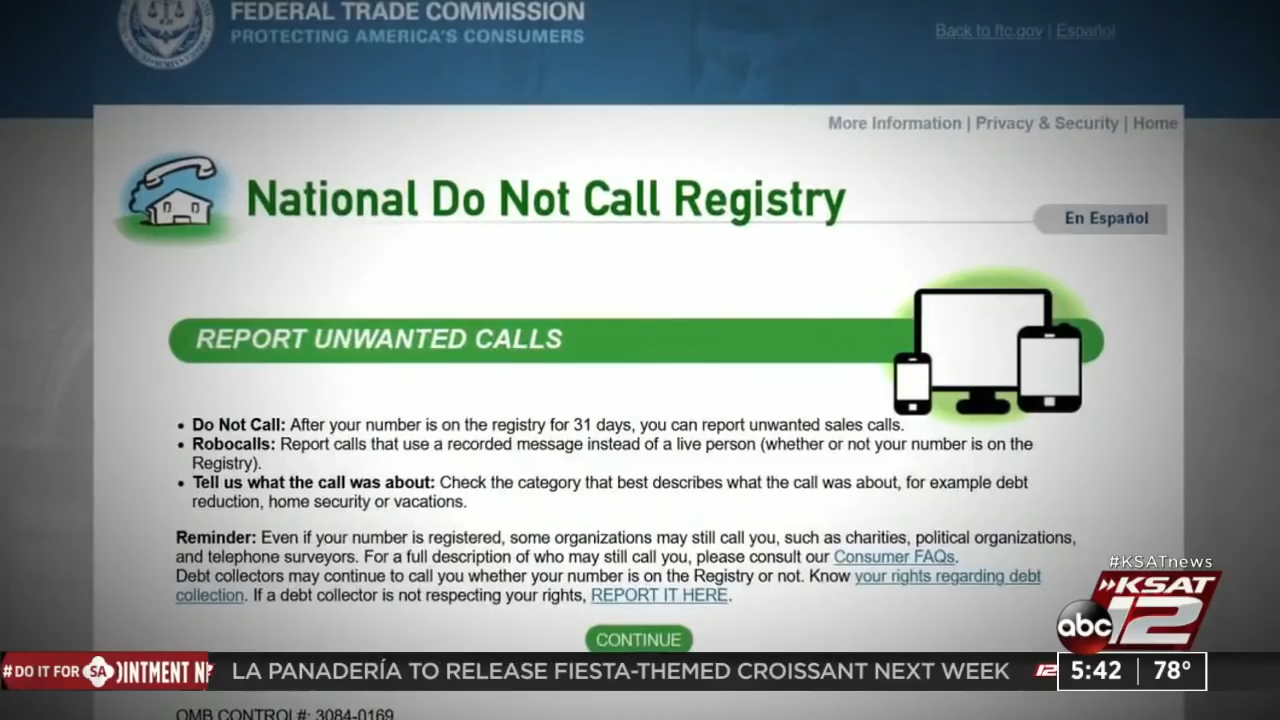 FEDERAL TRADE COMMISSION
PROTECTING AMERICA'S CONSUMERS
Back to ftc.gov | Español
More Information | Privacy & Security | Home
National Do Not Call Registry
En Español
REPORT UNWANTED CALLS
• Do Not Call: After your number is on the registry for 31 days, you can report unwanted sales calls.
• Robocalls: Report calls that use a recorded message instead of a live person (whether or not your number is on the
Registry).
• Tell us what the call was about: Check the category that best describes what the call was about, for example debt
reduction, home security or vacations.
Reminder: Even if your number is registered, some organizations may still call you, such as charities, political organizations,
and telephone surveyors. For a full description of who may still call you, please consult our Consumer FAQs.
Debt collectors may continue to call you whether your number is on the Registry or not. Know your rights regarding debt
collection. If a debt collector is not respecting your rights, REPORT IT HERE.
CONTINUE
#KSATnews
KSAT
abc 12
#DO IT FOR SA OINTMENT
LA PANADERÍA TO RELEASE FIESTA-THEMED CROISSANT NEXT WEEK
12
5:42 78°
OMB CONTROL#: 3084-0169